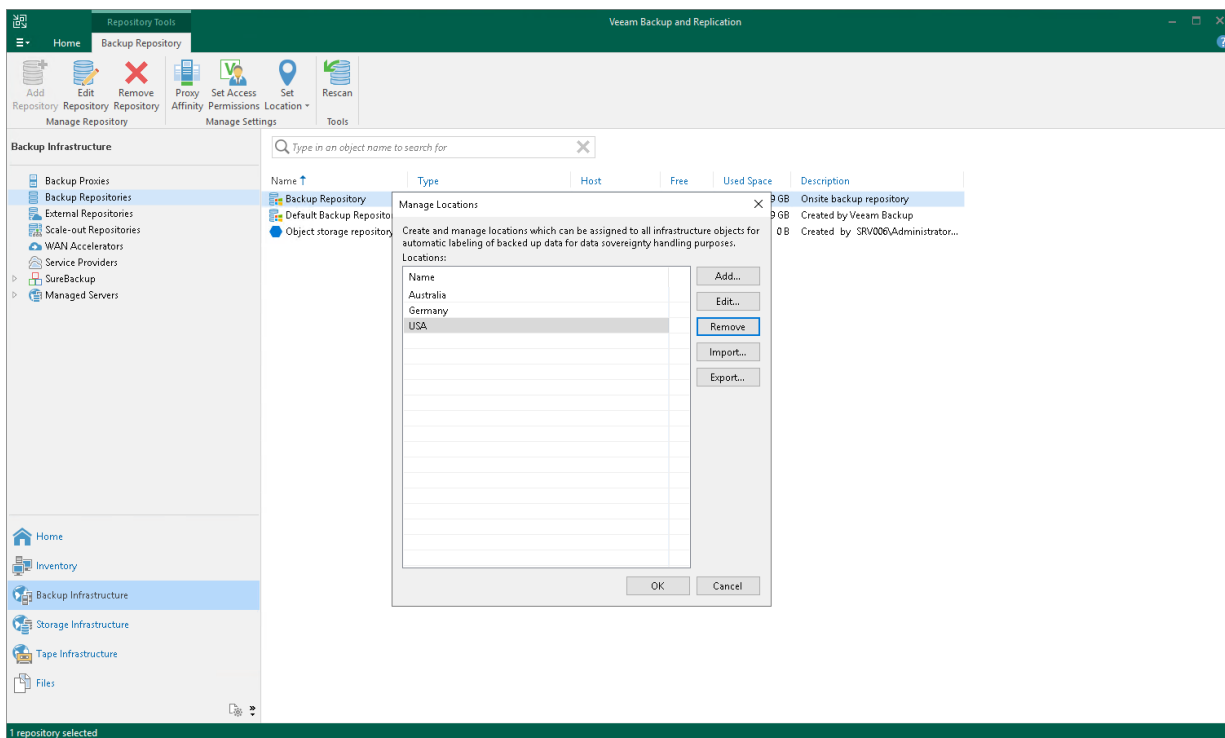 Repository Tools
Veeam Backup and Replication
Home Backup Repository
Add Repository
Edit Repository
Remove Repository
Proxy Affinity
Set Access Permissions
Set Location
Rescan
Manage Repository
Manage Settings
Tools
Backup Infrastructure
Backup Proxies
Backup Repositories
External Repositories
Scale-out Repositories
WAN Accelerators
Service Providers
SureBackup
Managed Servers
Home
Inventory
Backup Infrastructure
Storage Infrastructure
Tape Infrastructure
Files
Type in an object name to search for
Name Type Host Free Used Space Description
Backup Repository 9 GB Onsite backup repository
Default Backup Reposito 9 GB Created by Veeam Backup
Object storage repository 0 B Created by SRV006\Administrator...
Manage Locations
Create and manage locations which can be assigned to all infrastructure objects for
automatic labeling of backed up data for data sovereignty handling purposes.
Locations:
Name
Australia
Germany
USA
Add...
Edit...
Remove
Import...
Export...
OK Cancel
1 repository selected